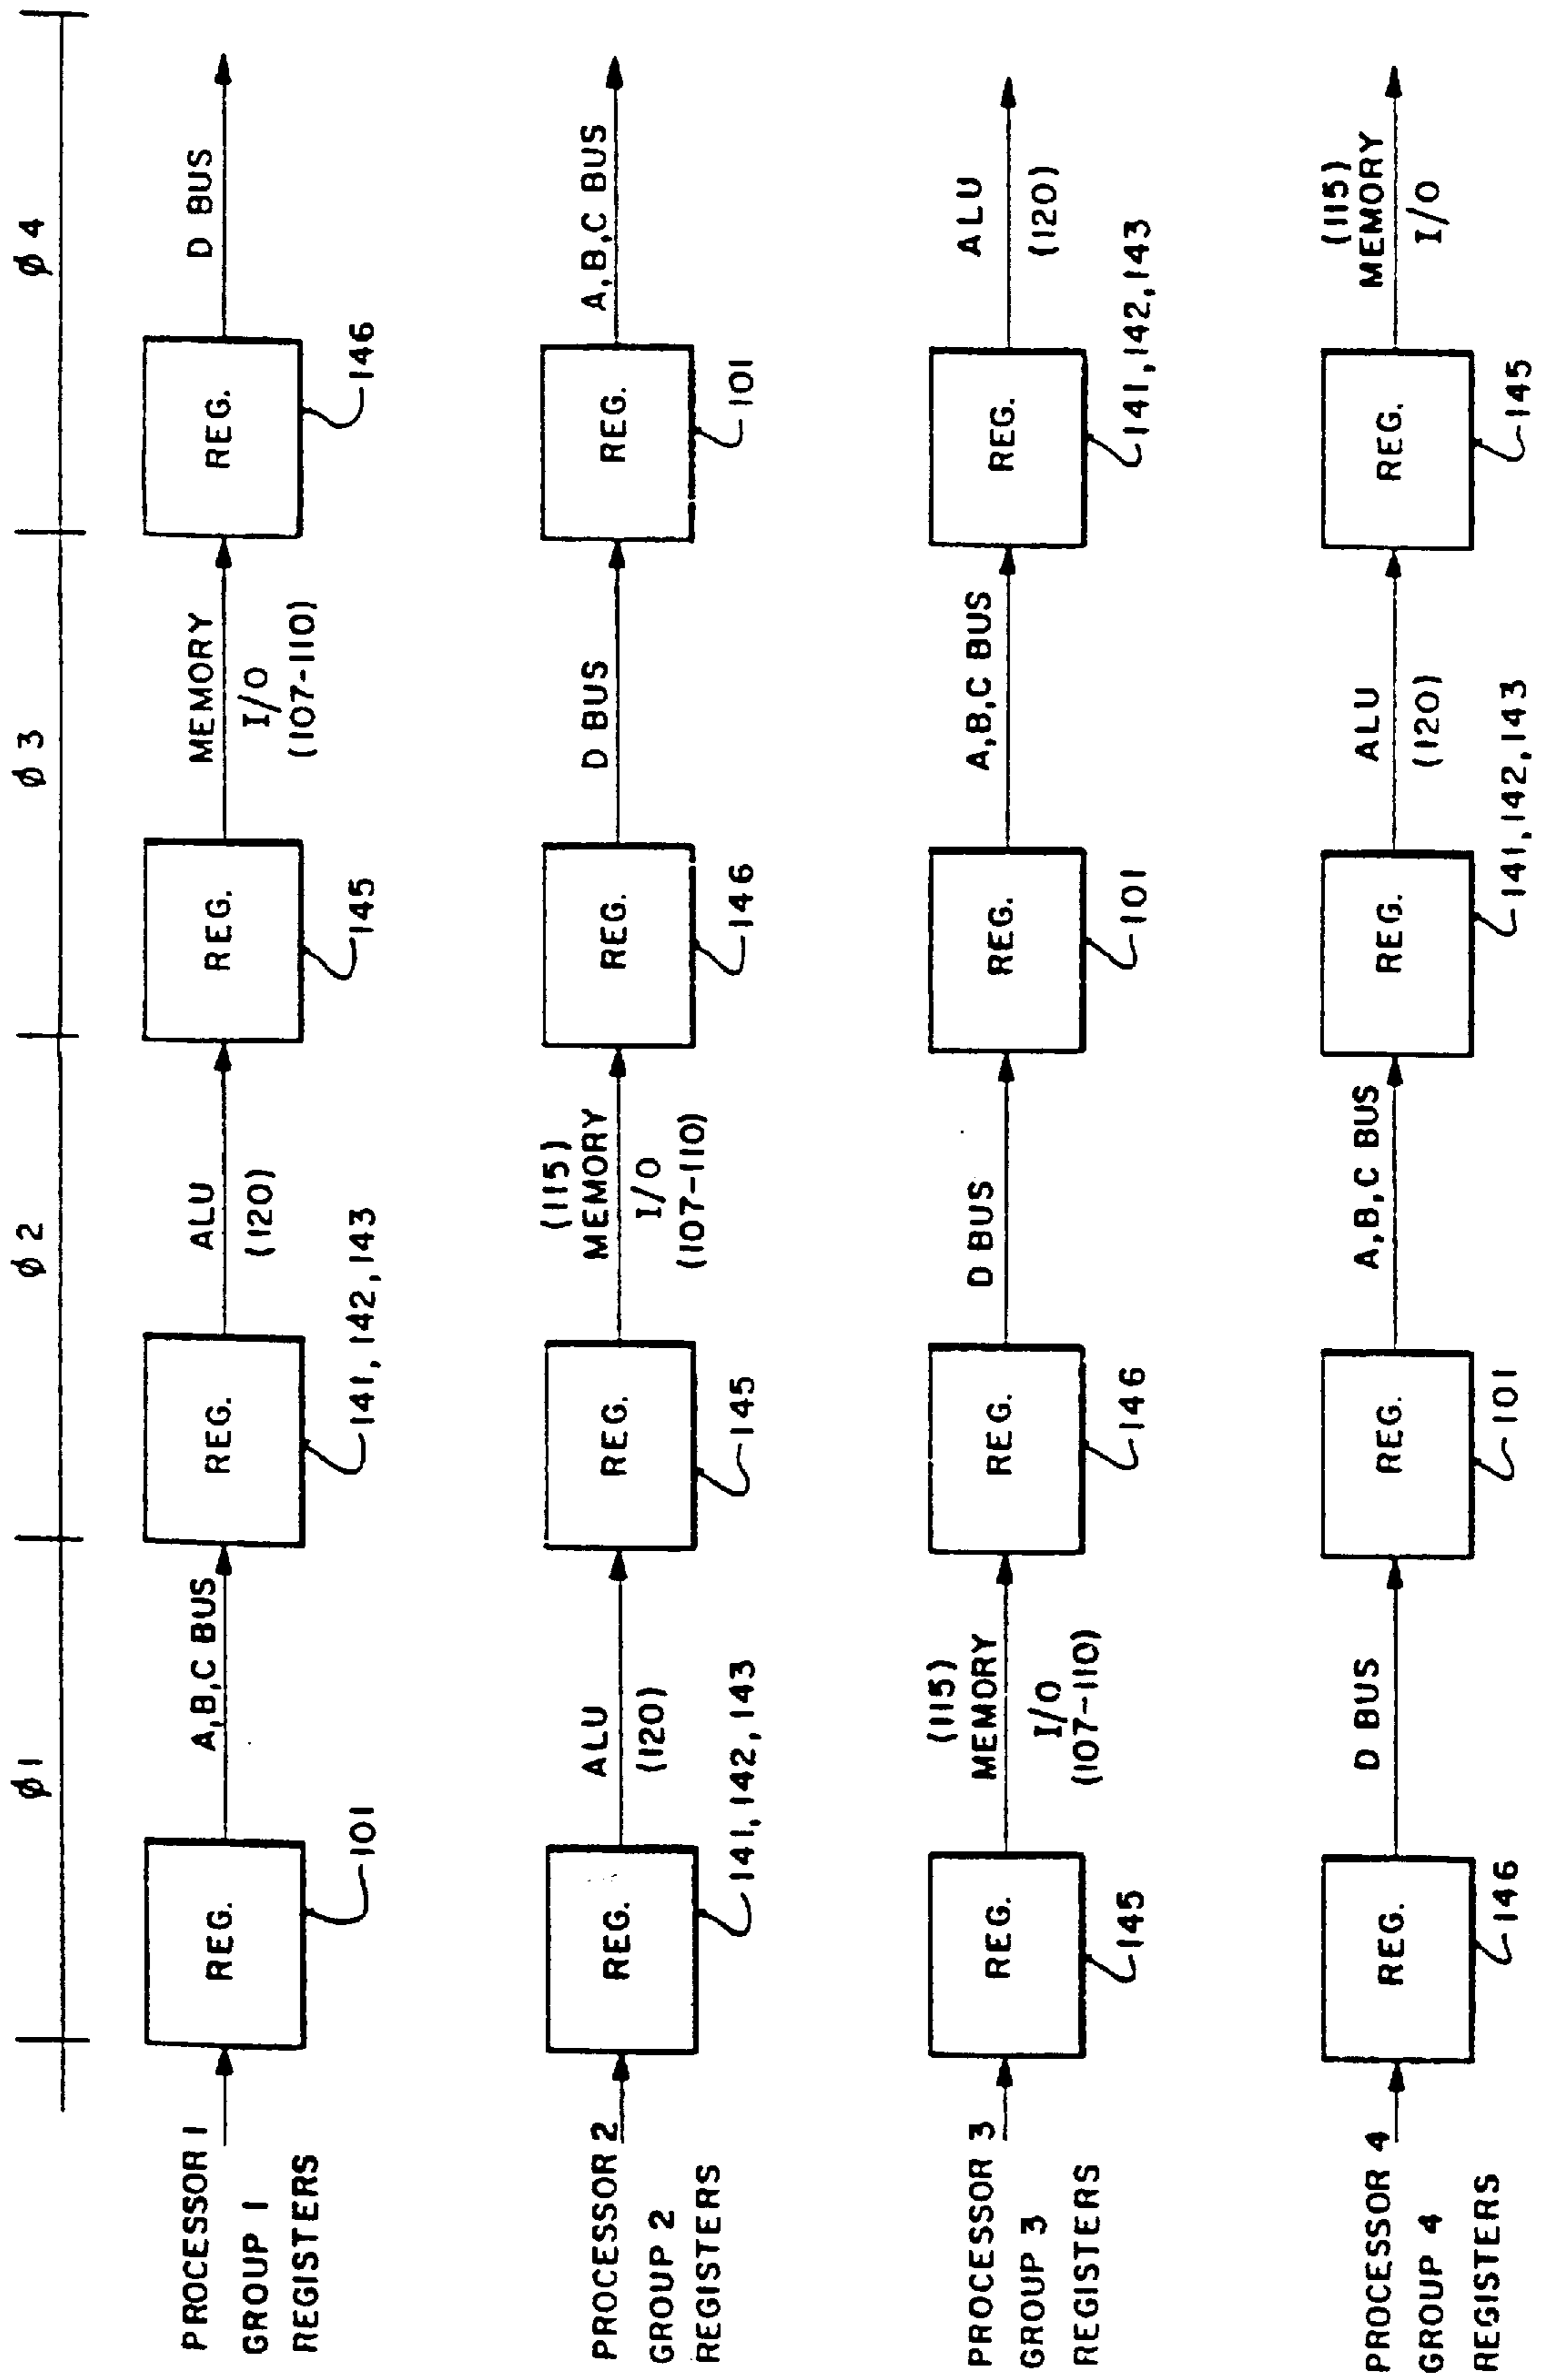 ø1 ø2 ø3 ø4
PROCESSOR 1
GROUP 1
REGISTERS
REG.
101
A,B,C BUS
REG.
141, 142, 143
ALU
(120)
REG.
145
MEMORY
I/O
(107-110)
REG.
146
D BUS
PROCESSOR 2
GROUP 2
REGISTERS
REG.
141, 142, 143
ALU
(120)
REG.
145
(115)
MEMORY
I/O
(107-110)
REG.
146
D BUS
REG.
101
A,B,C BUS
PROCESSOR 3
GROUP 3
REGISTERS
REG.
145
(115)
MEMORY
I/O
(107-110)
REG.
146
D BUS
REG.
101
A,B,C BUS
REG.
141, 142, 143
ALU
(120)
PROCESSOR 4
GROUP 4
REGISTERS
REG.
146
D BUS
REG.
101
A,B,C BUS
REG.
141, 142, 143
ALU
(120)
REG.
145
(115)
MEMORY
I/O